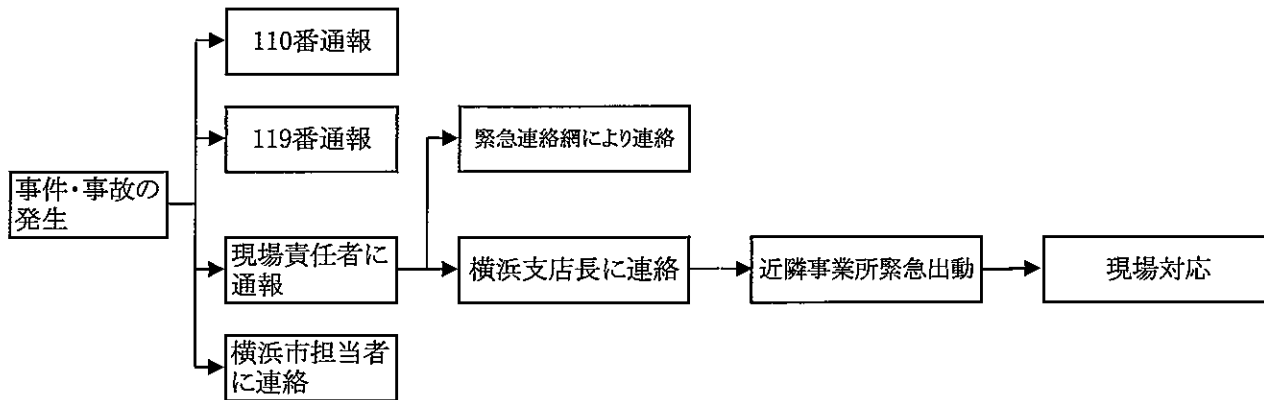 110番通報
119番通報
緊急連絡網により連絡
事件・事故の
発生
現場責任者に
通報
横浜支店長に連絡
近隣事業所緊急出動
現場対応
横浜市担当者
に連絡